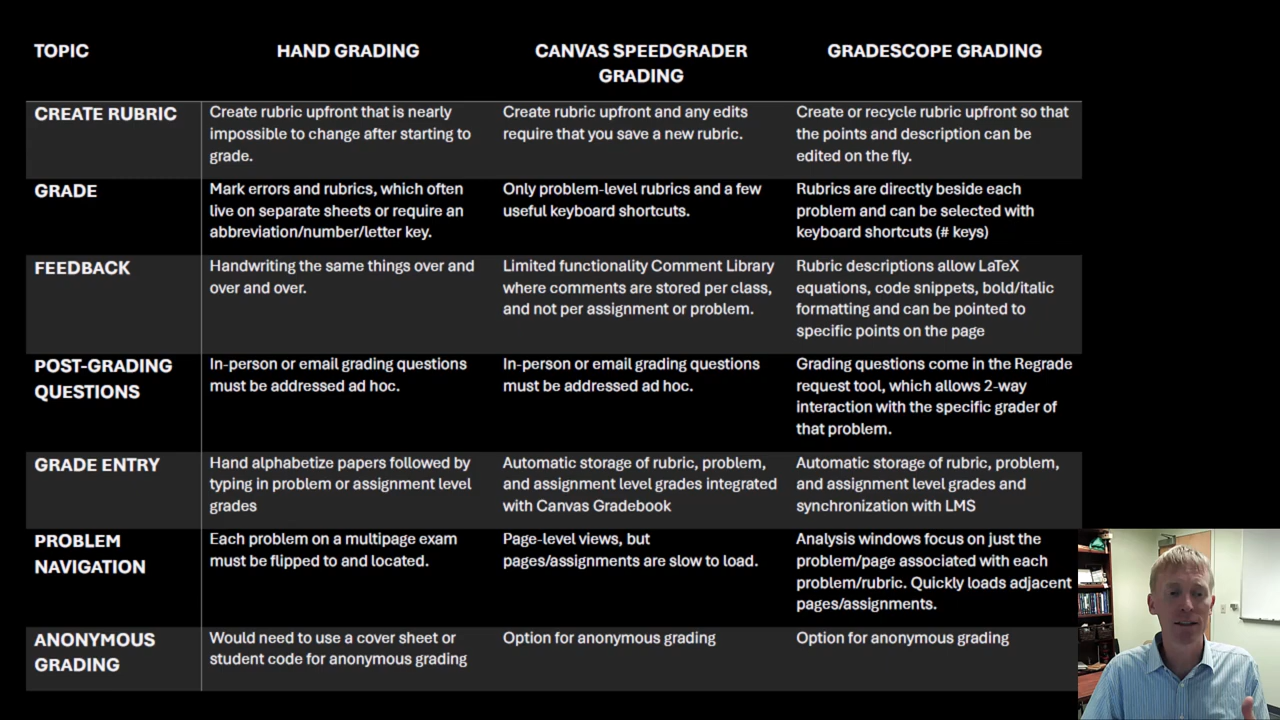 TOPIC
HAND GRADING
CANVAS SPEEDGRADER
GRADING
GRADESCOPE GRADING
CREATE RUBRIC
Create rubric upfront that is nearly
impossible to change after starting to
grade.
Create rubric upfront and any edits
require that you save a new rubric.
Create or recycle rubric upfront so that
the points and description can be
edited on the fly.
GRADE
Mark errors and rubrics, which often
live on separate sheets or require an
abbreviation/number/letter key.
Only problem-level rubrics and a few
useful keyboard shortcuts.
Rubrics are directly beside each
problem and can be selected with
keyboard shortcuts (# keys)
FEEDBACK
Handwriting the same things over and
over and over.
Limited functionality Comment Library
where comments are stored per class,
and not per assignment or problem.
Rubric descriptions allow LaTeX
equations, code snippets, bold/italic
formatting and can be pointed to
specific points on the page
POST-GRADING
QUESTIONS
In-person or email grading questions
must be addressed ad hoc.
In-person or email grading questions
must be addressed ad hoc.
Grading questions come in the Regrade
request tool, which allows 2-way
interaction with the specific grader of
that problem.
GRADE ENTRY
Hand alphabetize papers followed by
typing in problem or assignment level
grades
Automatic storage of rubric, problem,
and assignment level grades integrated
with Canvas Gradebook
Automatic storage of rubric, problem,
and assignment level grades and
synchronization with LMS
PROBLEM
NAVIGATION
Each problem on a multipage exam
must be flipped to and located.
Page-level views, but
pages/assignments are slow to load.
Analysis windows focus on just the
problem/page associated with each
problem/rubric. Quickly loads adjacent
pages/assignments.
ANONYMOUS
GRADING
Would need to use a cover sheet or
student code for anonymous grading
Option for anonymous grading
Option for anonymous grading